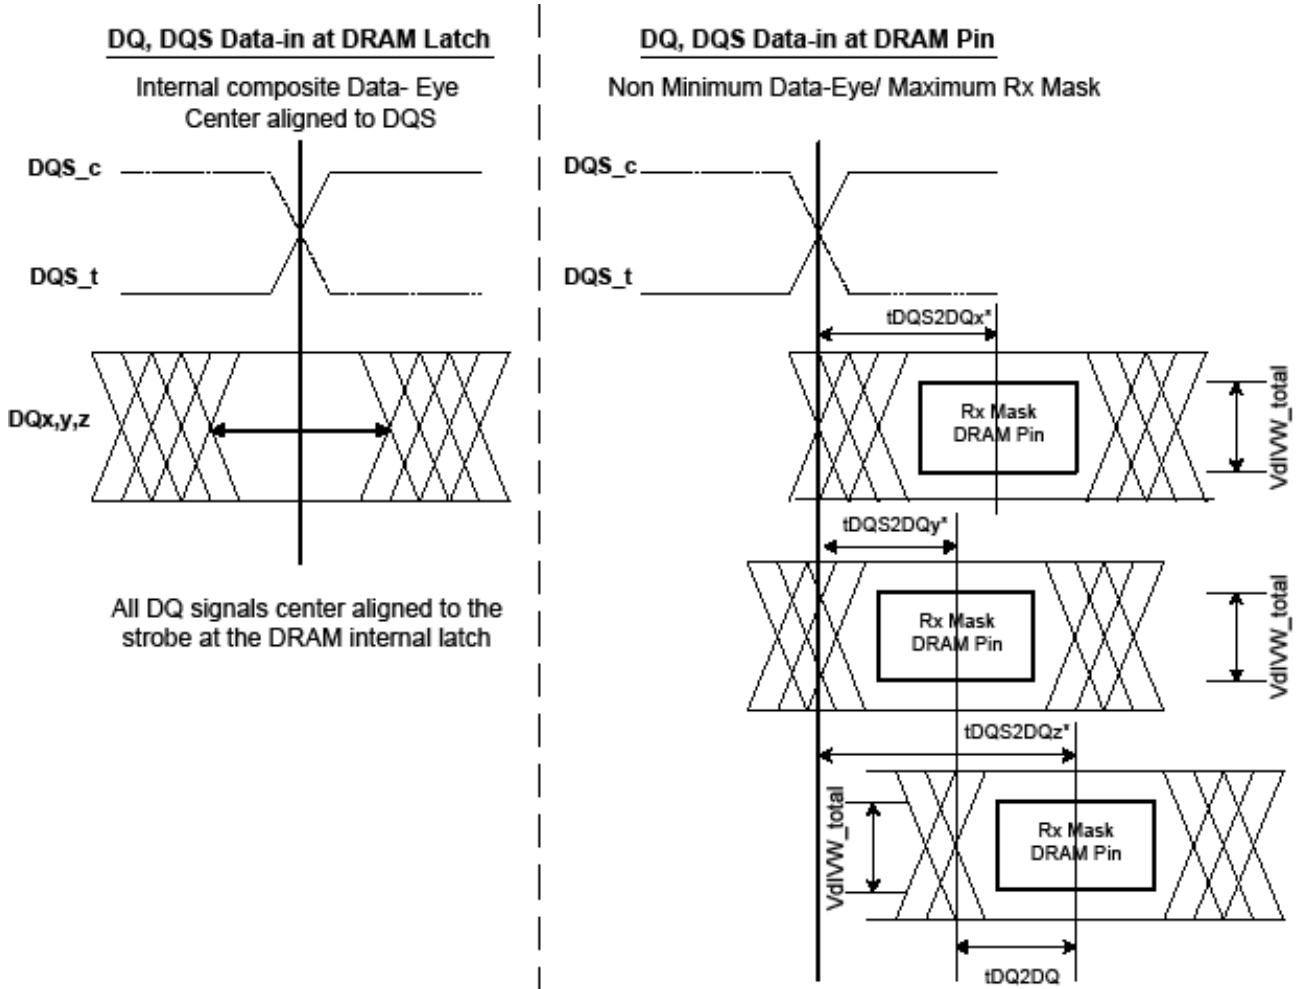 DQ, DQS Data-in at DRAM Latch
Internal composite Data- Eye
Center aligned to DQS
DQS_c
DQS_t
DQx,y,z
All DQ signals center aligned to the
strobe at the DRAM internal latch
DQ, DQS Data-in at DRAM Pin
Non Minimum Data-Eye/ Maximum Rx Mask
DQS_c
DQS_t
tDQS2DQx*
Rx Mask
DRAM Pin
VdIVW_total
tDQS2DQy*
Rx Mask
DRAM Pin
VdIVW_total
tDQS2DQz*
VdIVW_total
Rx Mask
DRAM Pin
tDQ2DQ